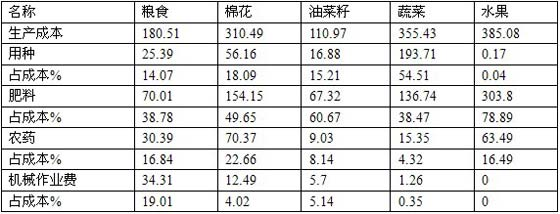 名称 粮食 棉花 油菜籽 蔬菜 水果
生产成本 180.51 310.49 110.97 355.43 385.08
用种 25.39 56.16 16.88 193.71 0.17
占成本% 14.07 18.09 15.21 54.51 0.04
肥料 70.01 154.15 67.32 136.74 303.8
占成本% 38.78 49.65 60.67 38.47 78.89
农药 30.39 70.37 9.03 15.35 63.49
占成本% 16.84 22.66 8.14 4.32 16.49
机械作业费 34.31 12.49 5.7 1.26 0
占成本% 19.01 4.02 5.14 0.35 0